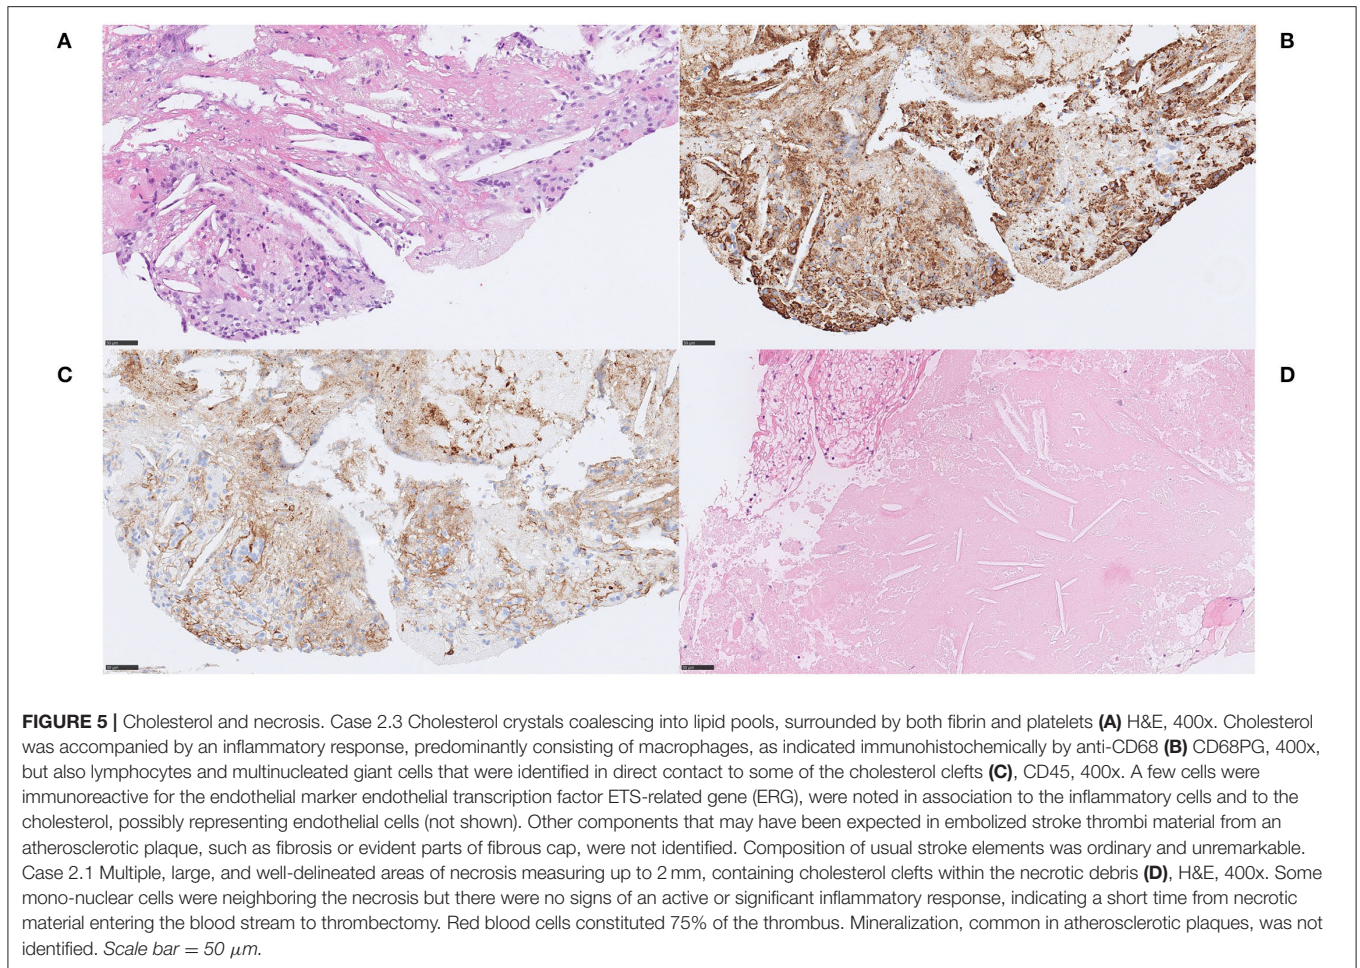 A
B
C
D
FIGURE 5 | Cholesterol and necrosis. Case 2.3 Cholesterol crystals coalescing into lipid pools, surrounded by both fibrin and platelets (A) H&E, 400x. Cholesterol
was accompanied by an inflammatory response, predominantly consisting of macrophages, as indicated immunohistochemically by anti-CD68 (B) CD68PG, 400x,
but also lymphocytes and multinucleated giant cells that were identified in direct contact to some of the cholesterol clefts (C), CD45, 400x. A few cells were
immunoreactive for the endothelial marker endothelial transcription factor ETS-related gene (ERG), were noted in association to the inflammatory cells and to the
cholesterol, possibly representing endothelial cells (not shown). Other components that may have been expected in embolized stroke thrombi material from an
atherosclerotic plaque, such as fibrosis or evident parts of fibrous cap, were not identified. Composition of usual stroke elements was ordinary and unremarkable.
Case 2.1 Multiple, large, and well-delineated areas of necrosis measuring up to 2 mm, containing cholesterol clefts within the necrotic debris (D), H&E, 400x. Some
mono-nuclear cells were neighboring the necrosis but there were no signs of an active or significant inflammatory response, indicating a short time from necrotic
material entering the blood stream to thrombectomy. Red blood cells constituted 75% of the thrombus. Mineralization, common in atherosclerotic plaques, was not
identified. Scale bar = 50 μm.